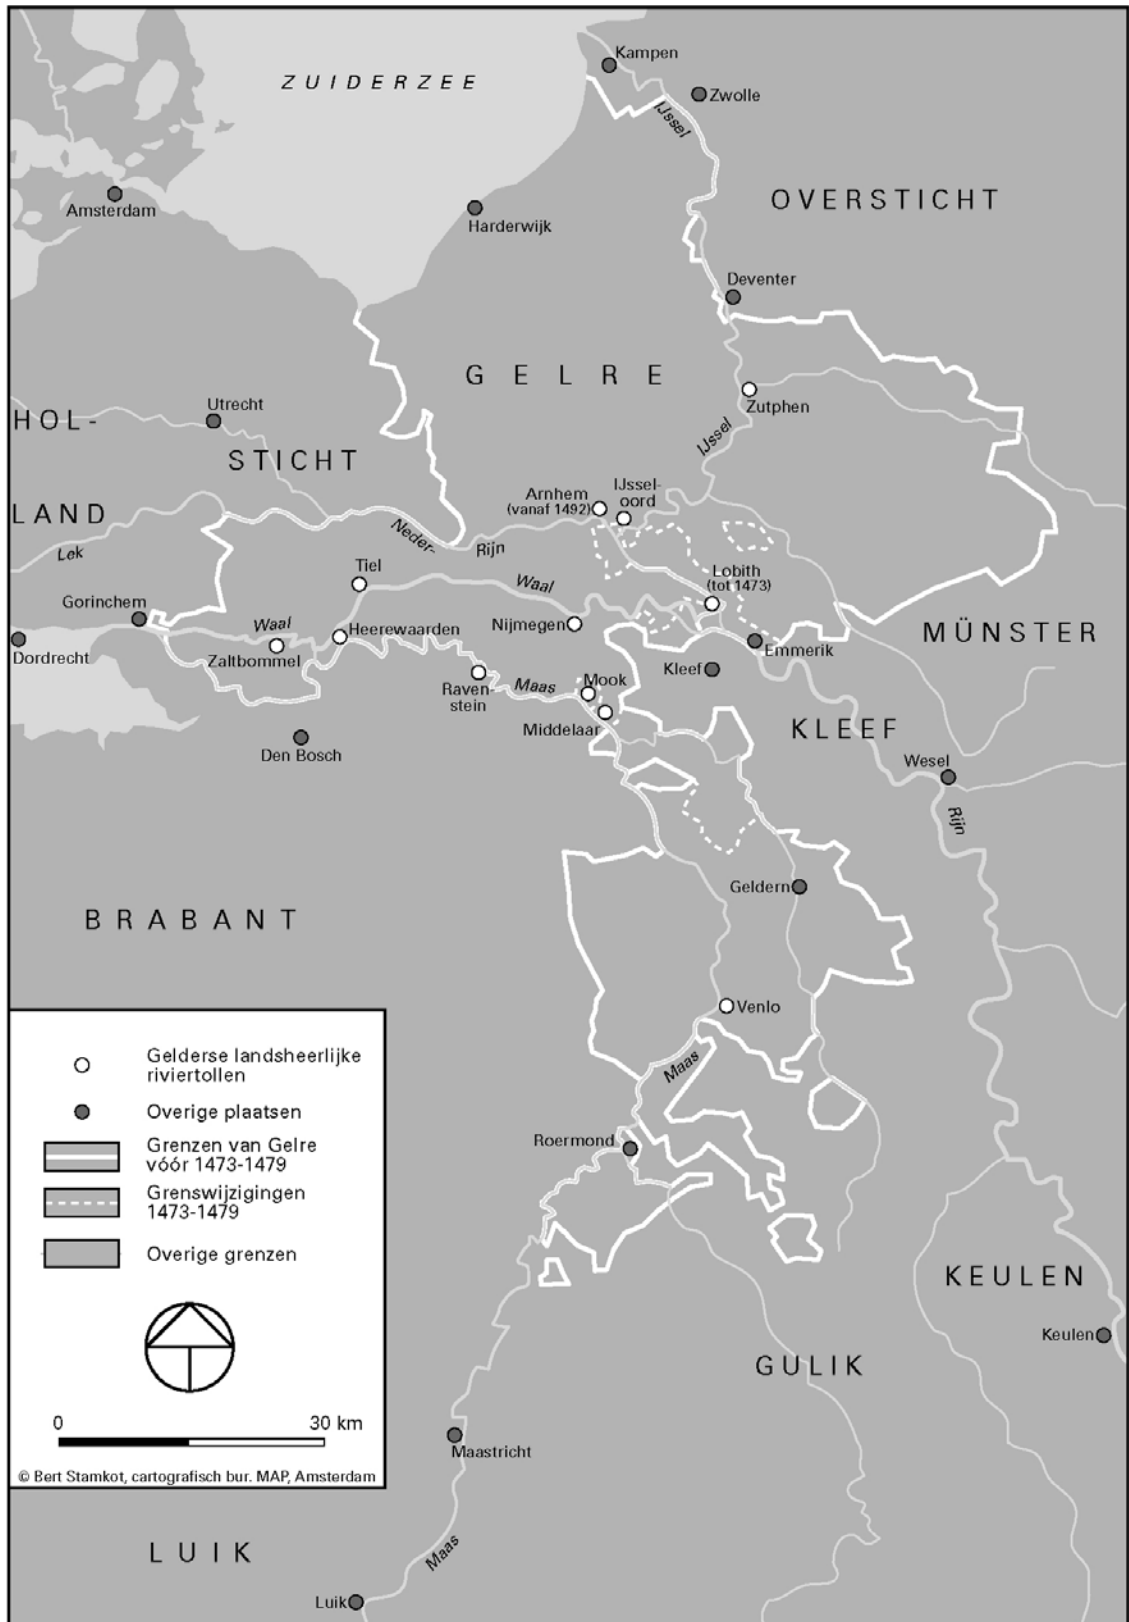 Kampen
ZUIDERZEE
Zwolle
IJssel
Amsterdam
OVERSTICHT
Harderwijk
Deventer
GELRE
Zutphen
Utrecht
HOL-
STICHT
IJssel
LAND
Arnhem
(vanaf 1492)
IJssel-
oord
Neder-
Rijn
Lek
Tiel
Waal
Lobith
(tot 1473)
Gorinchem
Waal
Heerewaarden
Nijmegen
MÜNSTER
Dordrecht
Zaltbommel
Emmerik
Kleef
Raven-
stein
Maas
Mook
Middelaar
KLEEF
Den Bosch
Wesel
Rijn
Geldern
BRABANT
Venlo
Maas
Roermond
Gelderse landsheerlijke
riviertollen
Overige plaatsen
Grenzen van Gelre
vóór 1473-1479
Grenswijzigingen
1473-1479
Overige grenzen
0 30 km
© Bert Stamkot, cartografisch bur. MAP, Amsterdam
KEULEN
Keulen
GULIK
Maastricht
Maas
LUIK
Luik